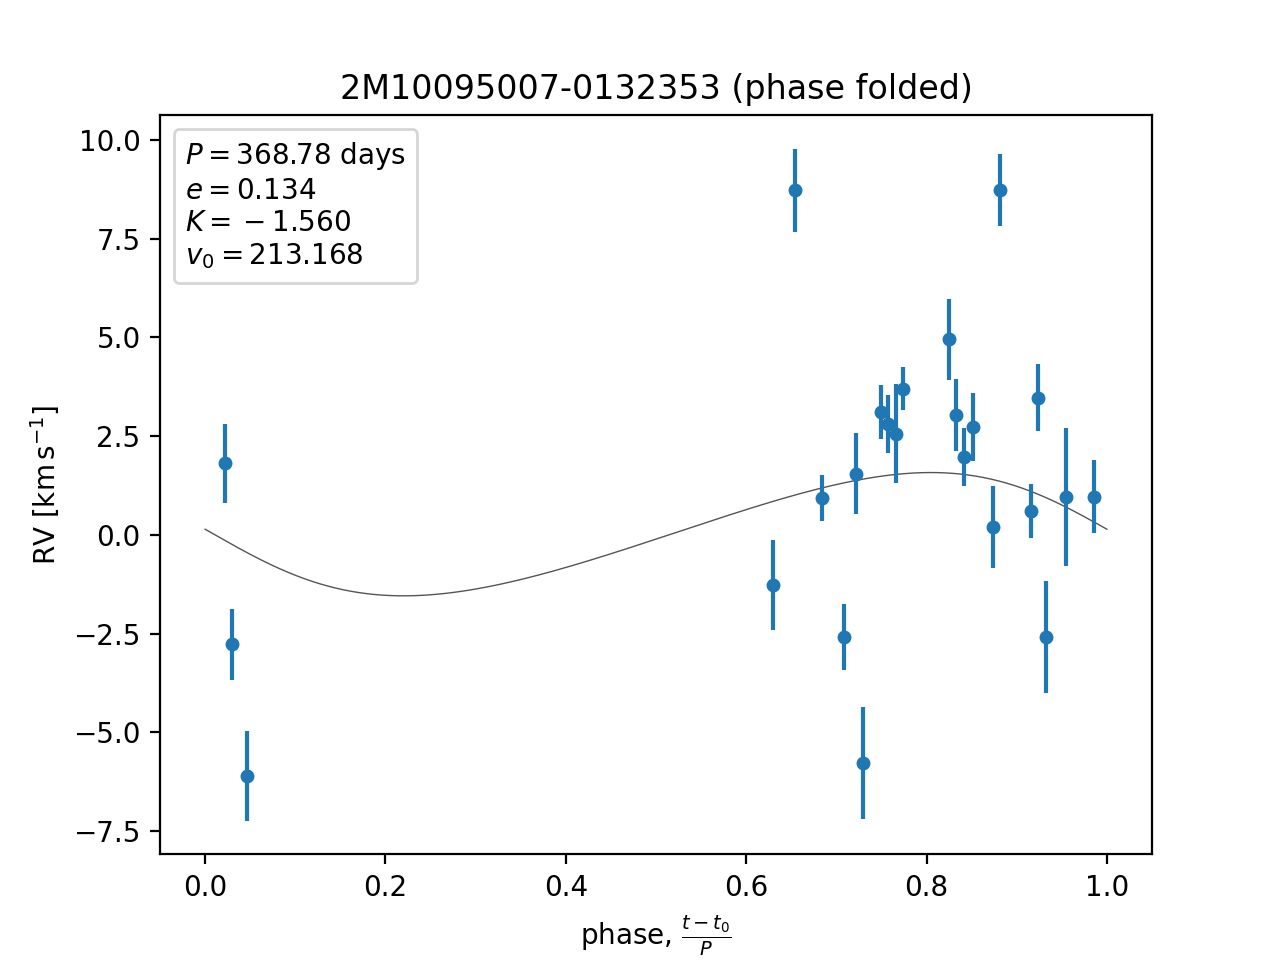 2M10095007-0132353 (phase folded)
P = 368.78 days
e = 0.134
K = −1.560
v₀ = 213.168
10.0
7.5
5.0
2.5
0.0
−2.5
−5.0
−7.5
RV [km s⁻¹]
0.0 0.2 0.4 0.6 0.8 1.0
phase, (t − t₀)/P